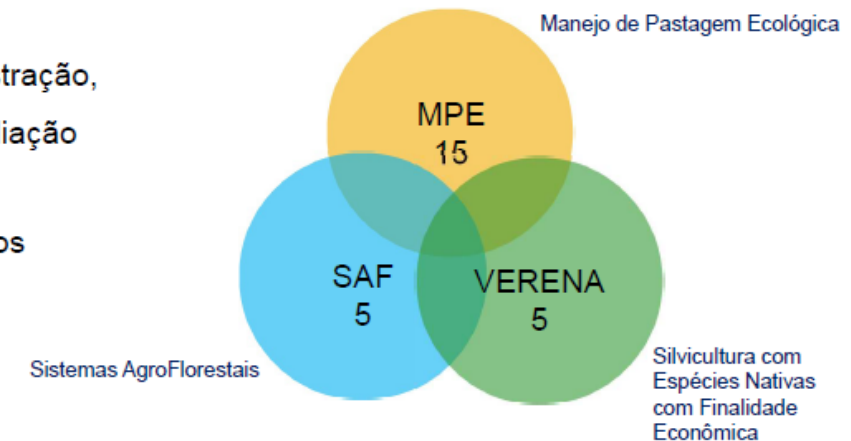 Manejo de Pastagem Ecológica
tração,
MPE
15
iação
os
SAF
5
VERENA
5
Sistemas AgroFlorestais
Silvicultura com
Espécies Nativas
com Finalidade
Econômica